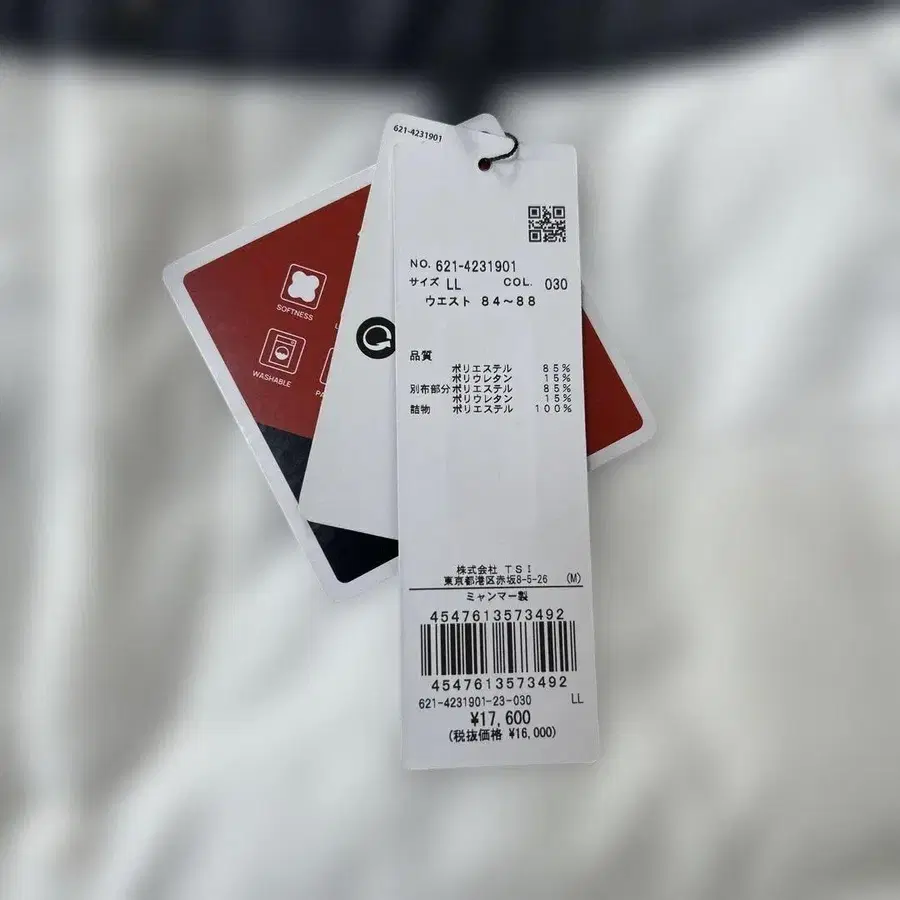 621-4231901
SOFTNESS
WASHABLE
NO. 621-4231901
サイズ LL COL. 030
ウエスト 84～88
品質
ポリエステル 85%
ポリウレタン 15%
別布部分ポリエステル 85%
ポリウレタン 15%
詰物 ポリエステル 100%
株式会社 TSI
東京都港区赤坂8-5-26 (M)
ミャンマー製
4547613573492
4547613573492
621-4231901-23-030 LL
¥17,600
(税抜価格 ¥16,000)